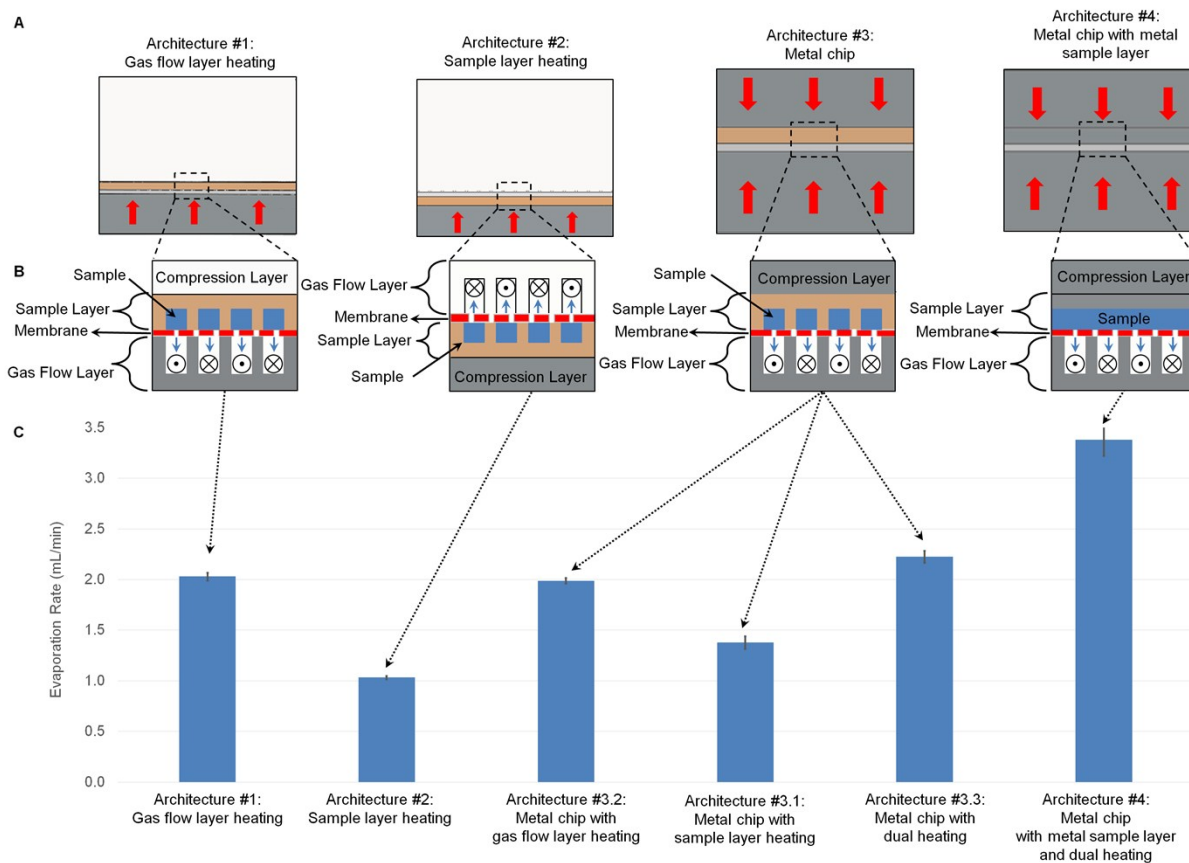 A
Architecture #1:
Gas flow layer heating
Architecture #2:
Sample layer heating
Architecture #3:
Metal chip
Architecture #4:
Metal chip with metal
sample layer
B
Sample
Sample Layer
Membrane
Gas Flow Layer
Compression Layer
Gas Flow Layer
Membrane
Sample Layer
Sample
Compression Layer
Sample
Sample Layer
Membrane
Gas Flow Layer
Compression Layer
Sample Layer
Membrane
Gas Flow Layer
Compression Layer
Sample
C
Evaporation Rate (mL/min)
3.5
3.0
2.5
2.0
1.5
1.0
0.5
0.0
Architecture #1:
Gas flow layer heating
Architecture #2:
Sample layer heating
Architecture #3.2:
Metal chip with
gas flow layer heating
Architecture #3.1:
Metal chip with
sample layer heating
Architecture #3.3:
Metal chip with
dual heating
Architecture #4:
Metal chip
with metal sample layer
and dual heating